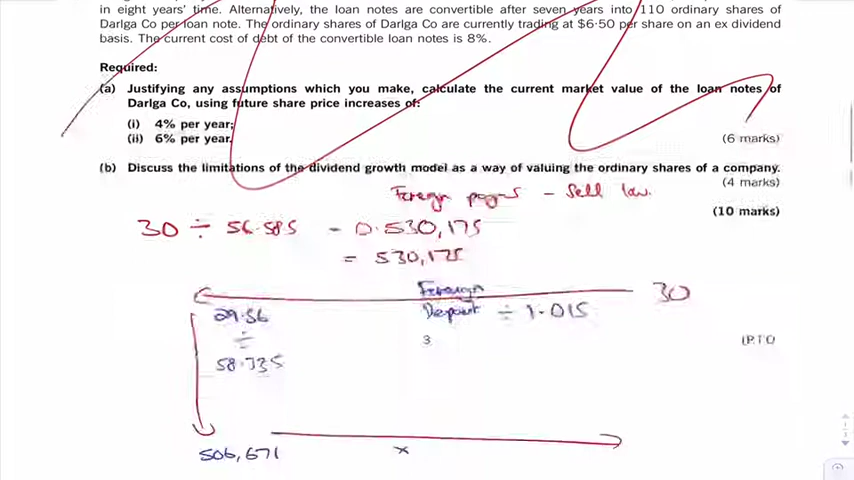 in eight years' time. Alternatively, the loan notes are convertible after seven years into 110 ordinary shares of
Darlga Co per loan note. The ordinary shares of Darlga Co are currently trading at $6·50 per share on an ex dividend
basis. The current cost of debt of the convertible loan notes is 8%.
Required:
(a) Justifying any assumptions which you make, calculate the current market value of the loan notes of
Darlga Co, using future share price increases of:
(i) 4% per year;
(ii) 6% per year.
(6 marks)
(b) Discuss the limitations of the dividend growth model as a way of valuing the ordinary shares of a company.
(4 marks)
Foreign - Sell low.
(10 marks)
30 ÷ 56.585 = 0.530,175
= 530,175
Foreign
30
29.56
Deposit ÷ 1.015
÷
3
58.335
[P.T.O
506,671
x